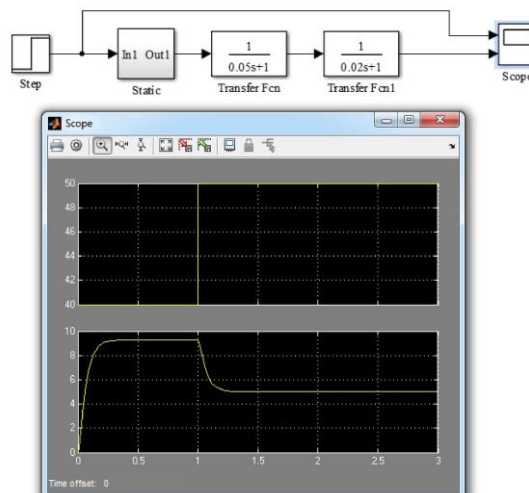 Step
In1 Out1
Static
1
0.05s+1
Transfer Fcn
1
0.02s+1
Transfer Fcn1
Scope
Scope
50
48
46
44
42
40
10
8
6
4
2
0
0 0.5 1 1.5 2 2.5 3
Time offset: 0